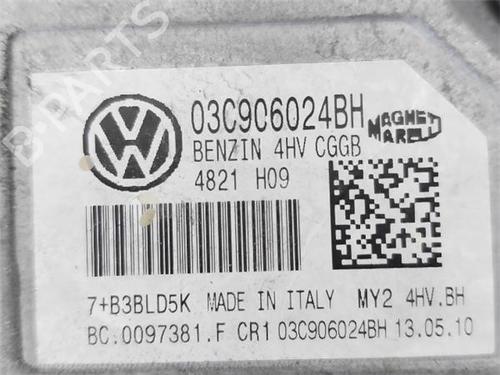 B-PARTS
03C906024BH
MAGNETI
MARELLI
BENZIN 4HV CGGB
4821 H09
7+B3BLD5K MADE IN ITALY MY2 4HV.BH
BC.0097381.F CR1 03C906024BH 13.05.10